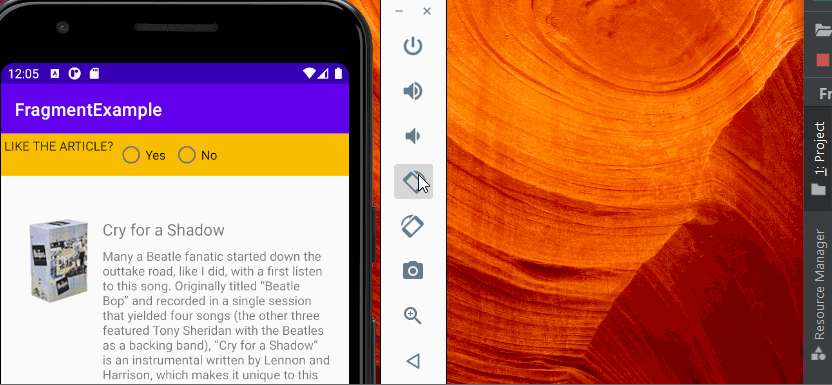 12:05
FragmentExample
LIKE THE ARTICLE?
Yes
No
Cry for a Shadow
Many a Beatle fanatic started down the
outtake road, like I did, with a first listen
to this song. Originally titled “Beatle
Bop” and recorded in a single session
that yielded four songs (the other three
featured Tony Sheridan with the Beatles
as a backing band), “Cry for a Shadow”
is an instrumental written by Lennon and
Harrison, which makes it unique to this
Fr
1: Project
Resource Manager